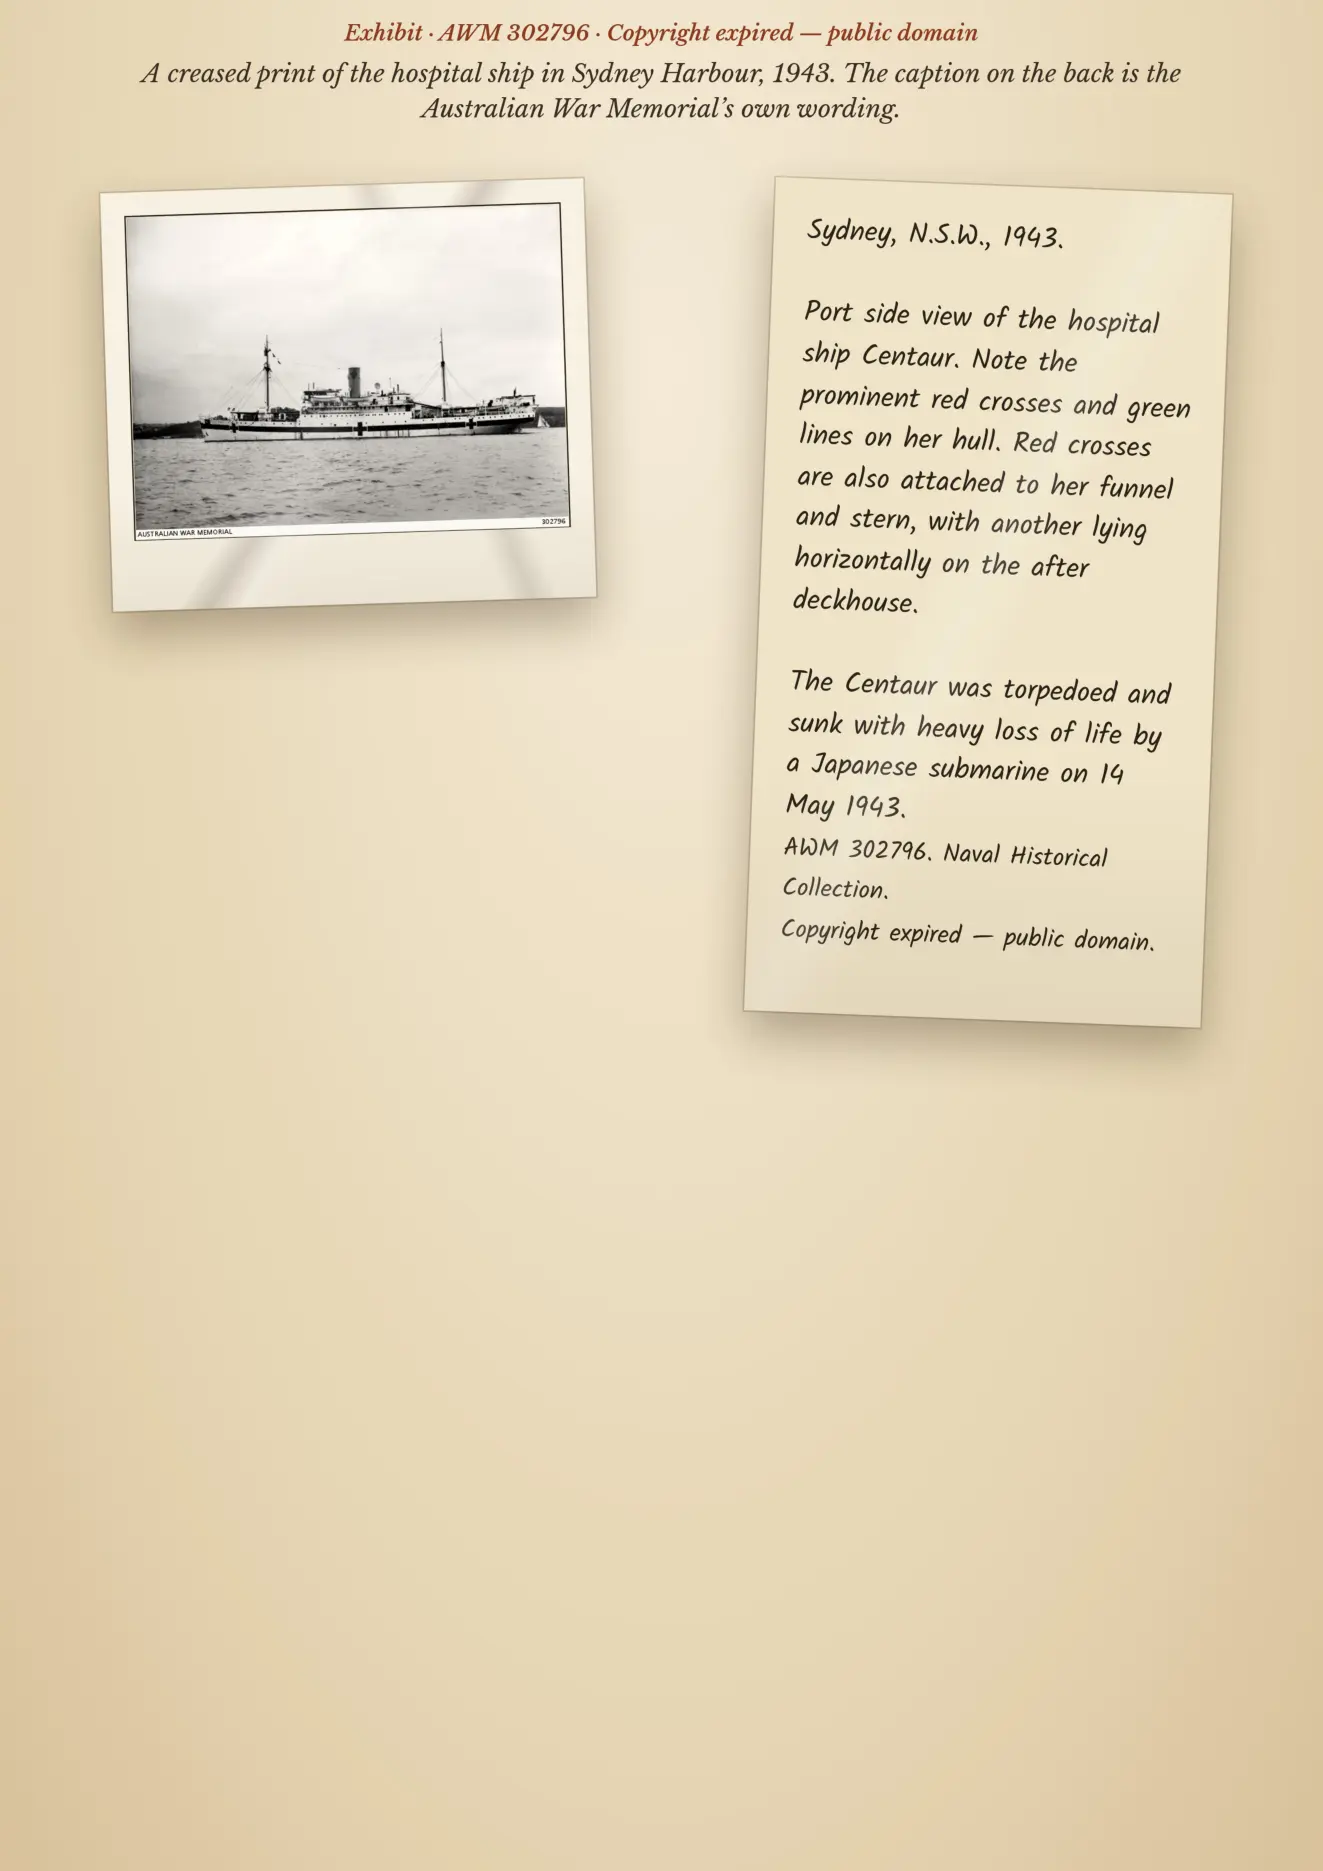 Exhibit · AWM 302796 · Copyright expired — public domain
A creased print of the hospital ship in Sydney Harbour, 1943. The caption on the back is the
Australian War Memorial’s own wording.
AUSTRALIAN WAR MEMORIAL
302796
Sydney, N.S.W., 1943.
Port side view of the hospital
ship Centaur. Note the
prominent red crosses and green
lines on her hull. Red crosses
are also attached to her funnel
and stern, with another lying
horizontally on the after
deckhouse.
The Centaur was torpedoed and
sunk with heavy loss of life by
a Japanese submarine on 14
May 1943.
AWM 302796. Naval Historical
Collection.
Copyright expired — public domain.